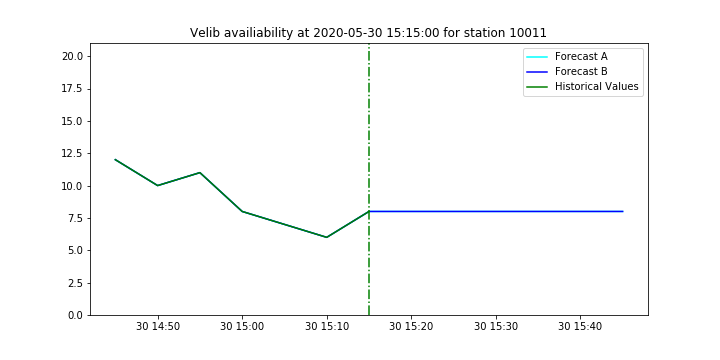 Velib availiability at 2020-05-30 15:15:00 for station 10011
Forecast A
Forecast B
Historical Values
20.0
17.5
15.0
12.5
10.0
7.5
5.0
2.5
0.0
30 14:50 30 15:00 30 15:10 30 15:20 30 15:30 30 15:40